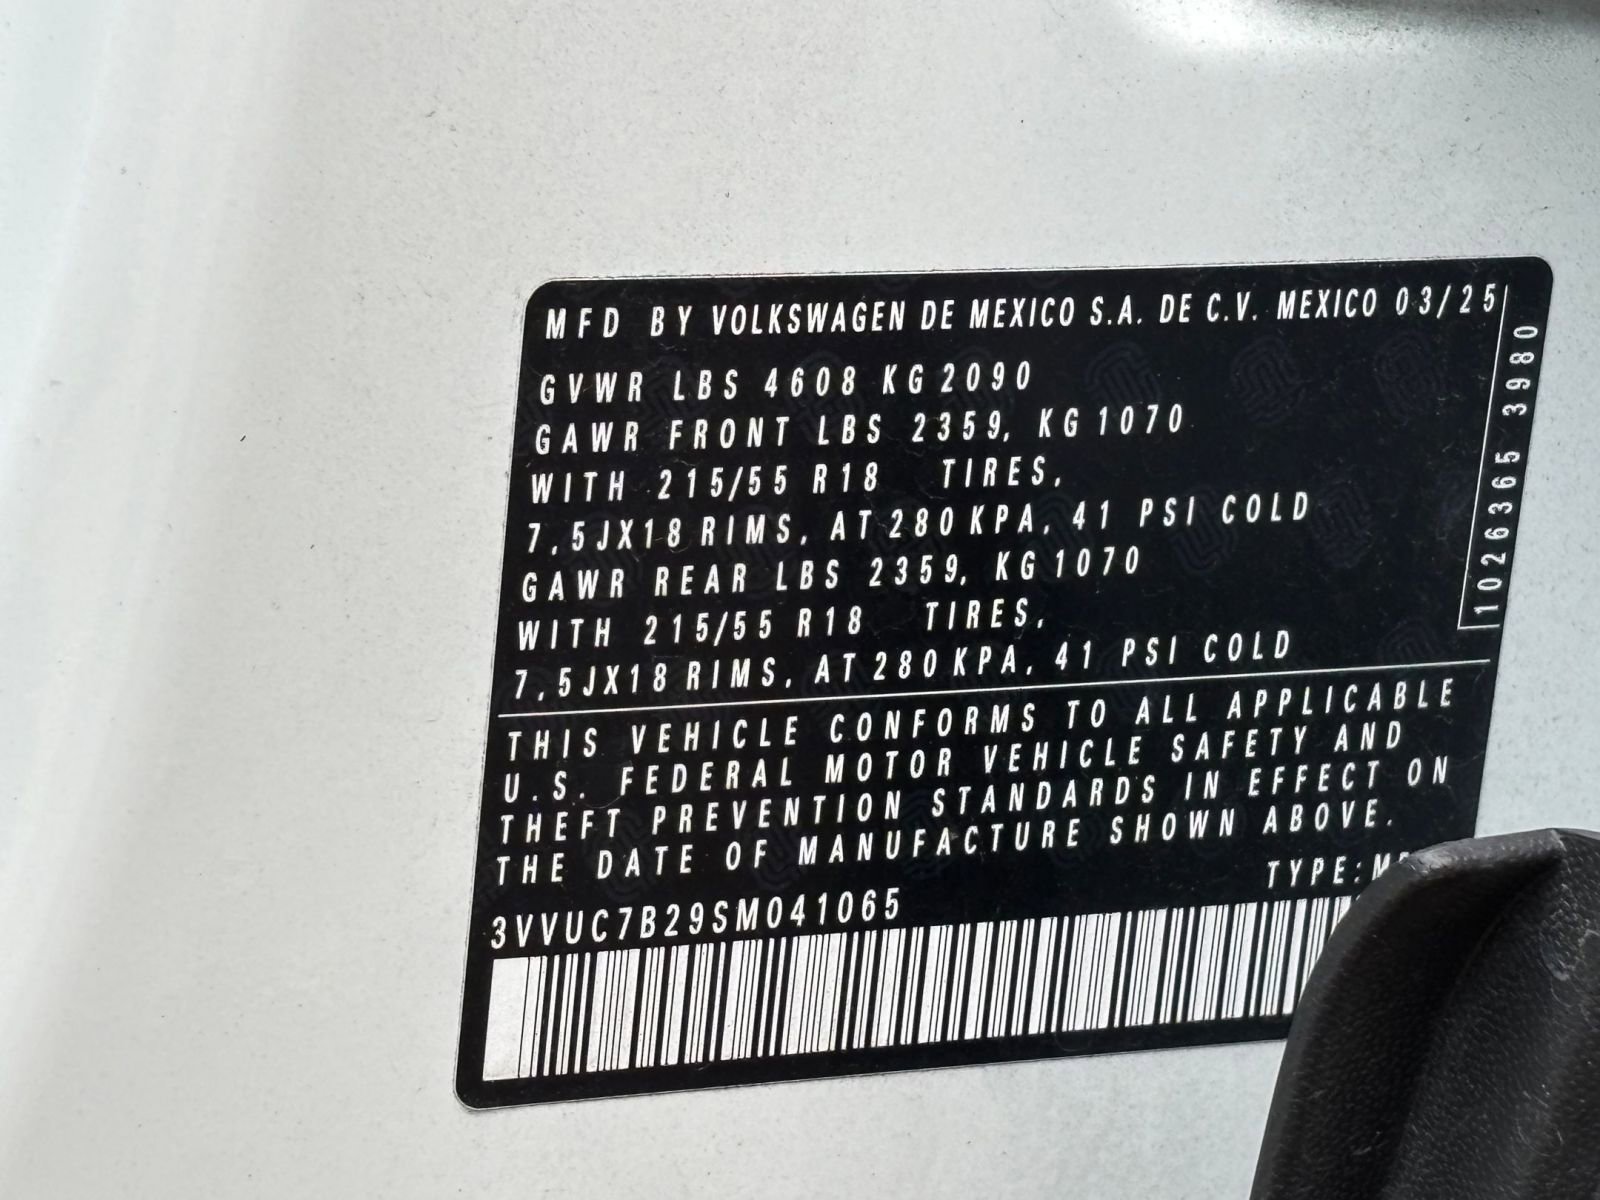 MFD BY VOLKSWAGEN DE MEXICO S.A. DE C.V. MEXICO 03/25
GVWR LBS 4608 KG 2090
GAWR FRONT LBS 2359, KG 1070
WITH 215/55 R18 TIRES,
7,5JX18 RIMS, AT 280 KPA, 41 PSI COLD
GAWR REAR LBS 2359, KG 1070
WITH 215/55 R18 TIRES,
7,5JX18 RIMS, AT 280 KPA, 41 PSI COLD
1026365 3980
THIS VEHICLE CONFORMS TO ALL APPLICABLE
U.S. FEDERAL MOTOR VEHICLE SAFETY AND
THEFT PREVENTION STANDARDS IN EFFECT ON
THE DATE OF MANUFACTURE SHOWN ABOVE.
TYPE:
3VVUC7B29SM041065